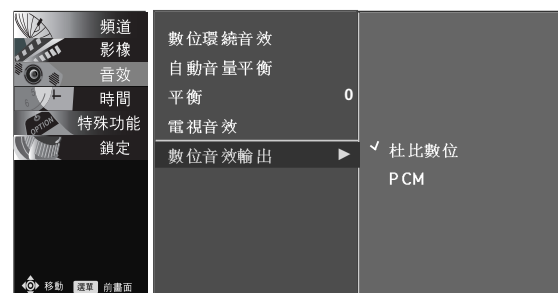 頻道
影像
音效
時間
OPTION
特殊功能
鎖定
移動 選單 前畫面
數位環繞音效
自動音量平衡
平衡 0
電視音效
數位音效輸出 ▶
✓ 杜比數位
PCM